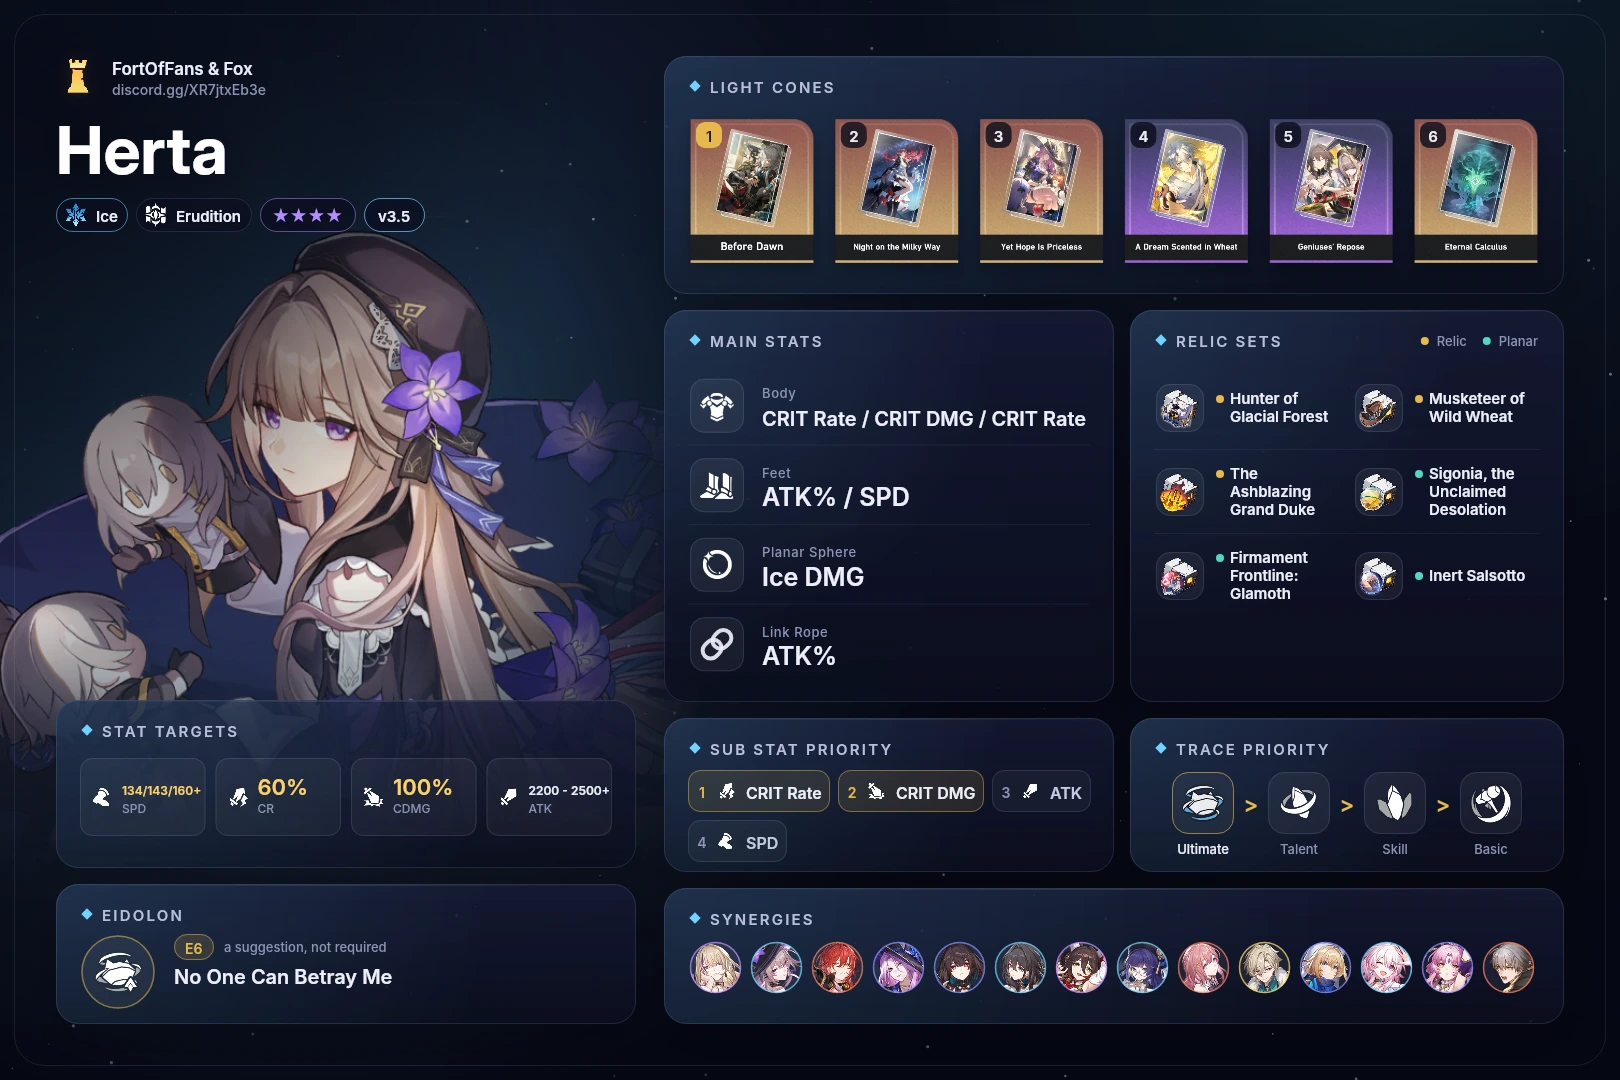 FortOfFans & Fox
discord.gg/XR7jtxEb3e
Herta
Ice
Erudition
v3.5
LIGHT CONES
1
Before Dawn
2
Night on the Milky Way
3
Yet Hope Is Priceless
4
A Dream Scented in Wheat
5
Geniuses' Repose
6
Eternal Calculus
MAIN STATS
Body
CRIT Rate / CRIT DMG / CRIT Rate
Feet
ATK% / SPD
Planar Sphere
Ice DMG
Link Rope
ATK%
RELIC SETS
Relic
Planar
Hunter of
Glacial Forest
Musketeer of
Wild Wheat
The
Ashblazing
Grand Duke
Sigonia, the
Unclaimed
Desolation
Firmament
Frontline:
Glamoth
Inert Salsotto
STAT TARGETS
134/143/160+
SPD
60%
CR
100%
CDMG
2200 - 2500+
ATK
SUB STAT PRIORITY
1 CRIT Rate
2 CRIT DMG
3 ATK
4 SPD
TRACE PRIORITY
Ultimate > Talent > Skill > Basic
EIDOLON
E6 a suggestion, not required
No One Can Betray Me
SYNERGIES